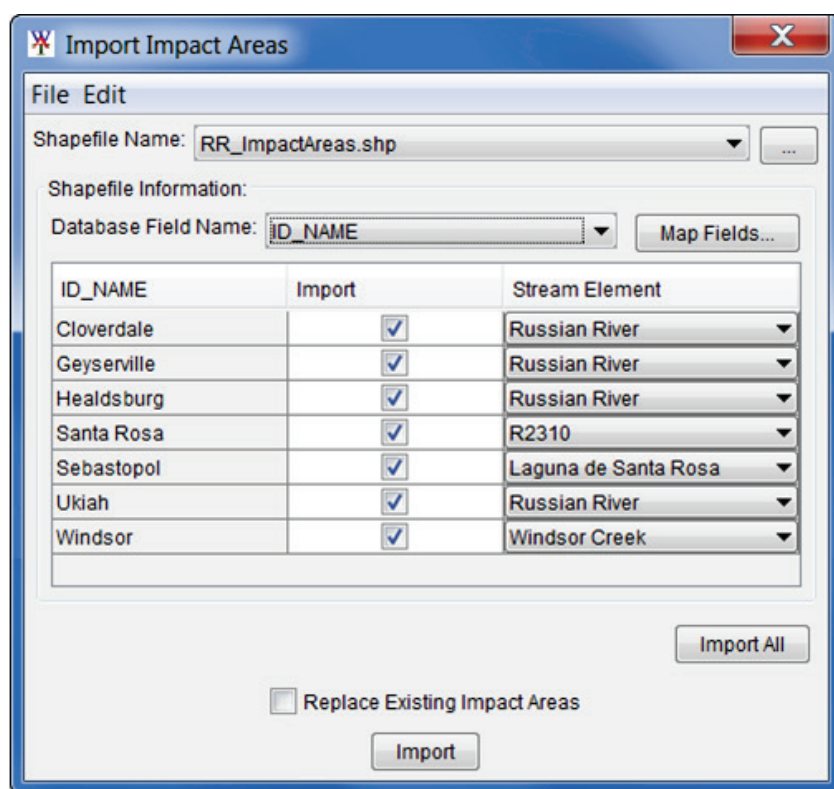 Import Impact Areas
File Edit
Shapefile Name: RR_ImpactAreas.shp ...
Shapefile Information:
Database Field Name: ID_NAME Map Fields...
ID_NAME Import Stream Element
Cloverdale Russian River
Geyserville Russian River
Healdsburg Russian River
Santa Rosa R2310
Sebastopol Laguna de Santa Rosa
Ukiah Russian River
Windsor Windsor Creek
Import All
Replace Existing Impact Areas
Import